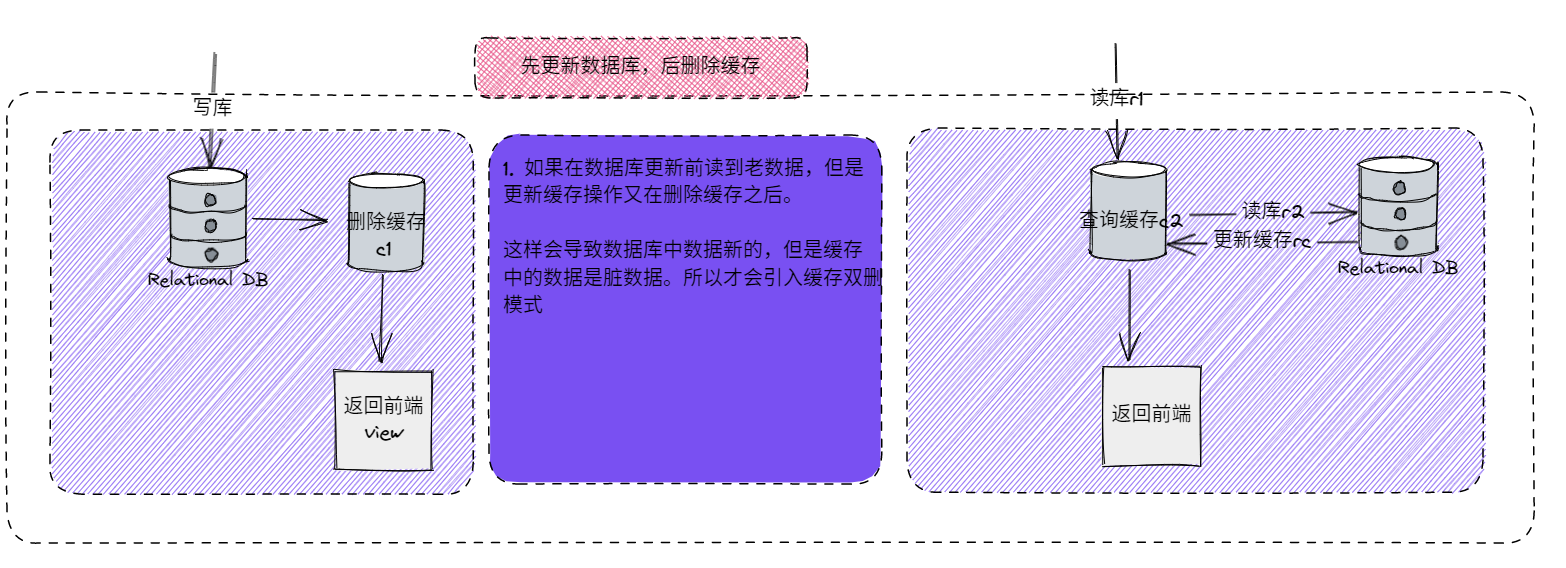 先更新数据库，后删除缓存
写库
删除缓存
c1
Relational DB
返回前端
view
1. 如果在数据库更新前读到老数据，但是
更新缓存操作又在删除缓存之后。
这样会导致数据库中数据新的，但是缓存
中的数据是脏数据。所以才会引入缓存双删
模式
读库r1
查询缓存c2
读库r2
更新缓存rc
Relational DB
返回前端